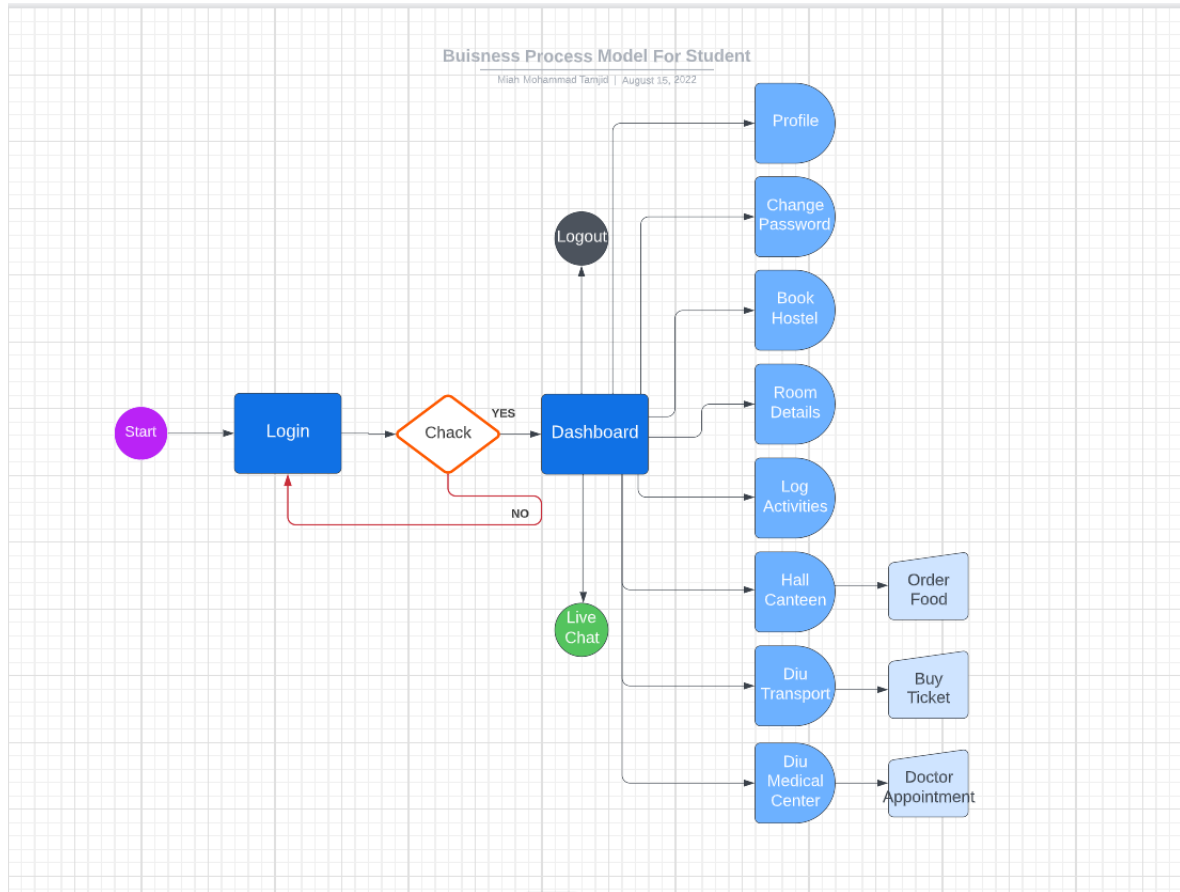 Buisness Process Model For Student
Miah Mohammad Tamjid | August 15, 2022
Profile
Change
Password
Logout
Book
Hostel
Room
Details
Start
Login
Chack
YES
Dashboard
NO
Log
Activities
Hall
Canteen
Order
Food
Live
Chat
Diu
Transport
Buy
Ticket
Diu
Medical
Center
Doctor
Appointment